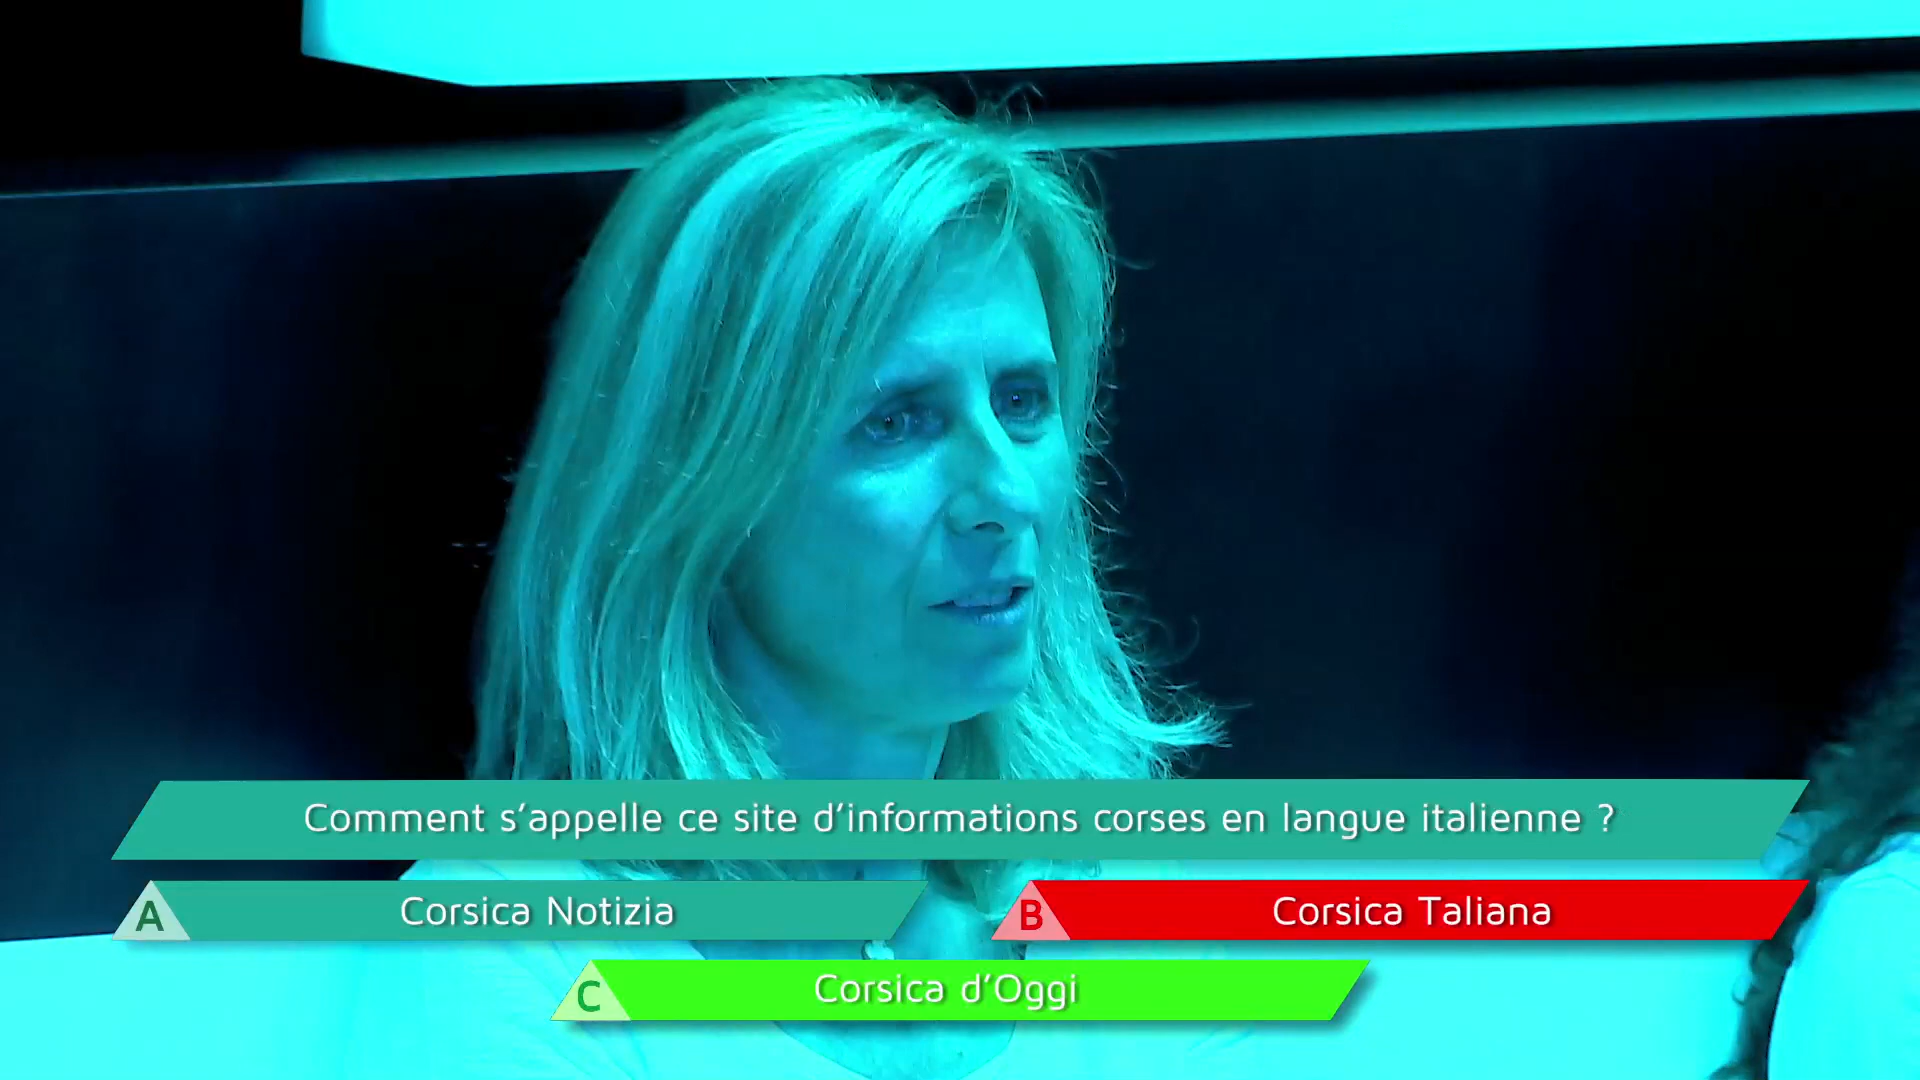 Comment s’appelle ce site d’informations corses en langue italienne ?
A Corsica Notizia
B Corsica Taliana
C Corsica d’Oggi